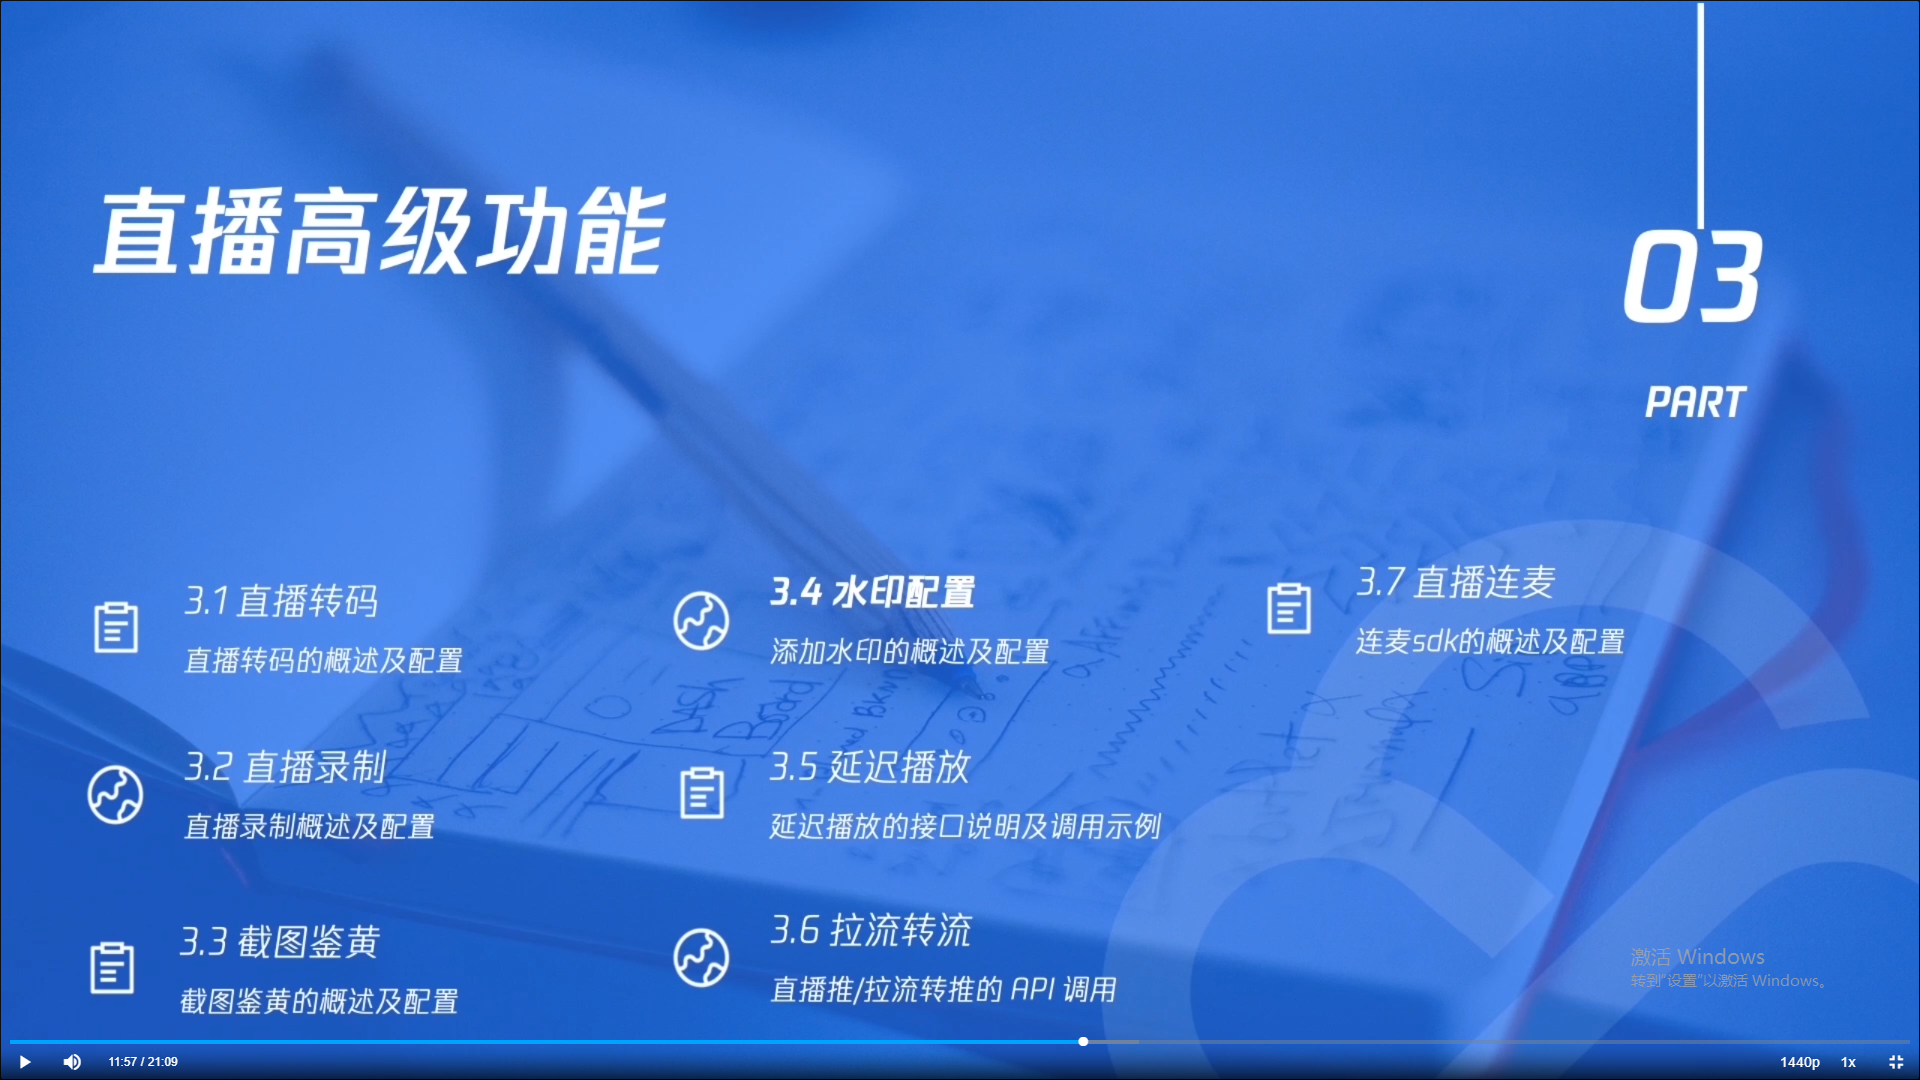 直播高级功能
03
PART
3.1 直播转码
直播转码的概述及配置
3.2 直播录制
直播录制概述及配置
3.3 截图鉴黄
截图鉴黄的概述及配置
3.4 水印配置
添加水印的概述及配置
3.5 延迟播放
延迟播放的接口说明及调用示例
3.6 拉流转流
直播推/拉流转推的 API 调用
3.7 直播连麦
连麦sdk的概述及配置
激活 Windows
转到"设置"以激活 Windows。
11:57 / 21:09
1440p
1x